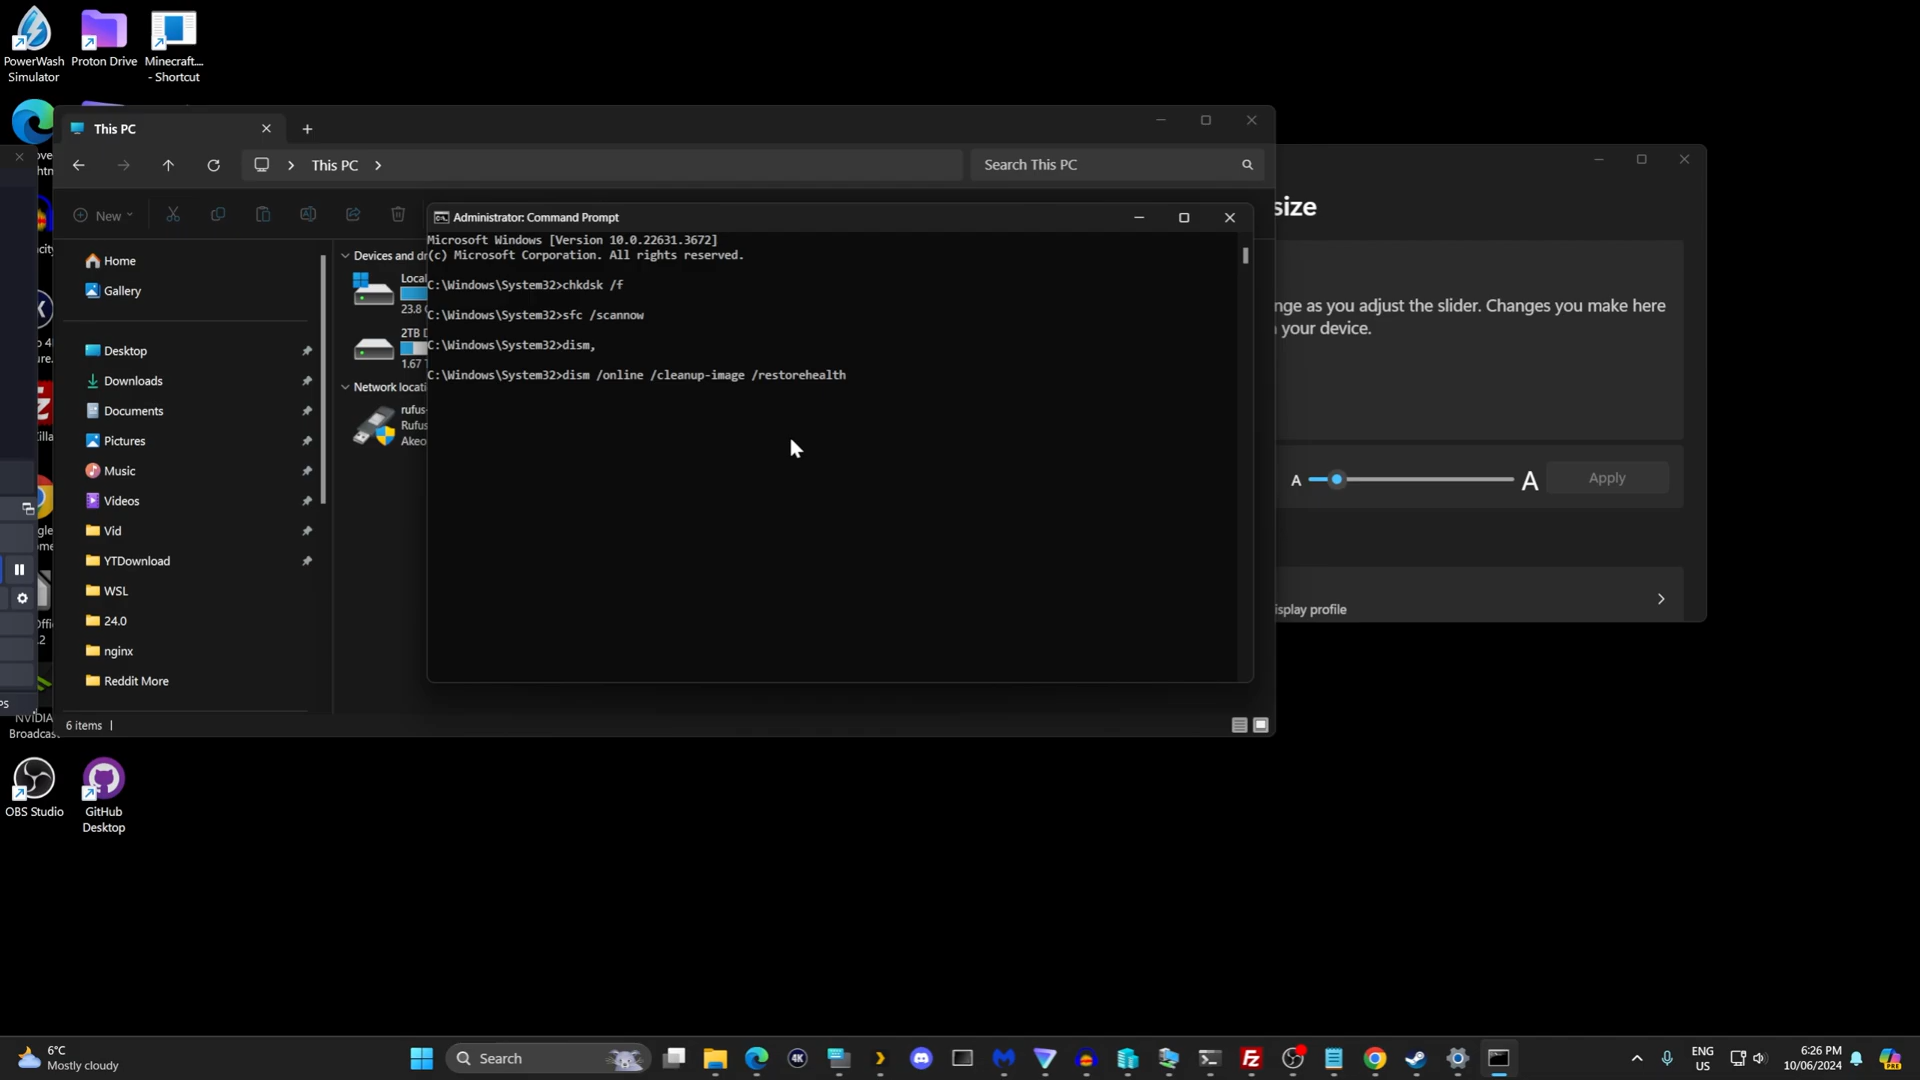 PowerWash
Simulator
Proton Drive
Minecraft....
- Shortcut
This PC
This PC
Search This PC
New
Home
Gallery
Desktop
Downloads
Documents
Pictures
Music
Videos
Vid
YTDownload
WSL
24.0
nginx
Reddit More
6 items
Devices and dr
Local
23.8
2TB
1.67
Network locati
rufus-
Rufus
Akeo
Administrator: Command Prompt
Microsoft Windows [Version 10.0.22631.3672]
(c) Microsoft Corporation. All rights reserved.
C:\Windows\System32>chkdsk /f
C:\Windows\System32>sfc /scannow
C:\Windows\System32>dism,
C:\Windows\System32>dism /online /cleanup-image /restorehealth
size
nge as you adjust the slider. Changes you make here
your device.
A
A
Apply
isplay profile
NVIDIA
Broadcast
OBS Studio
GitHub
Desktop
6°C
Mostly cloudy
Search
4K
ENG
US
6:26 PM
10/06/2024
PRE